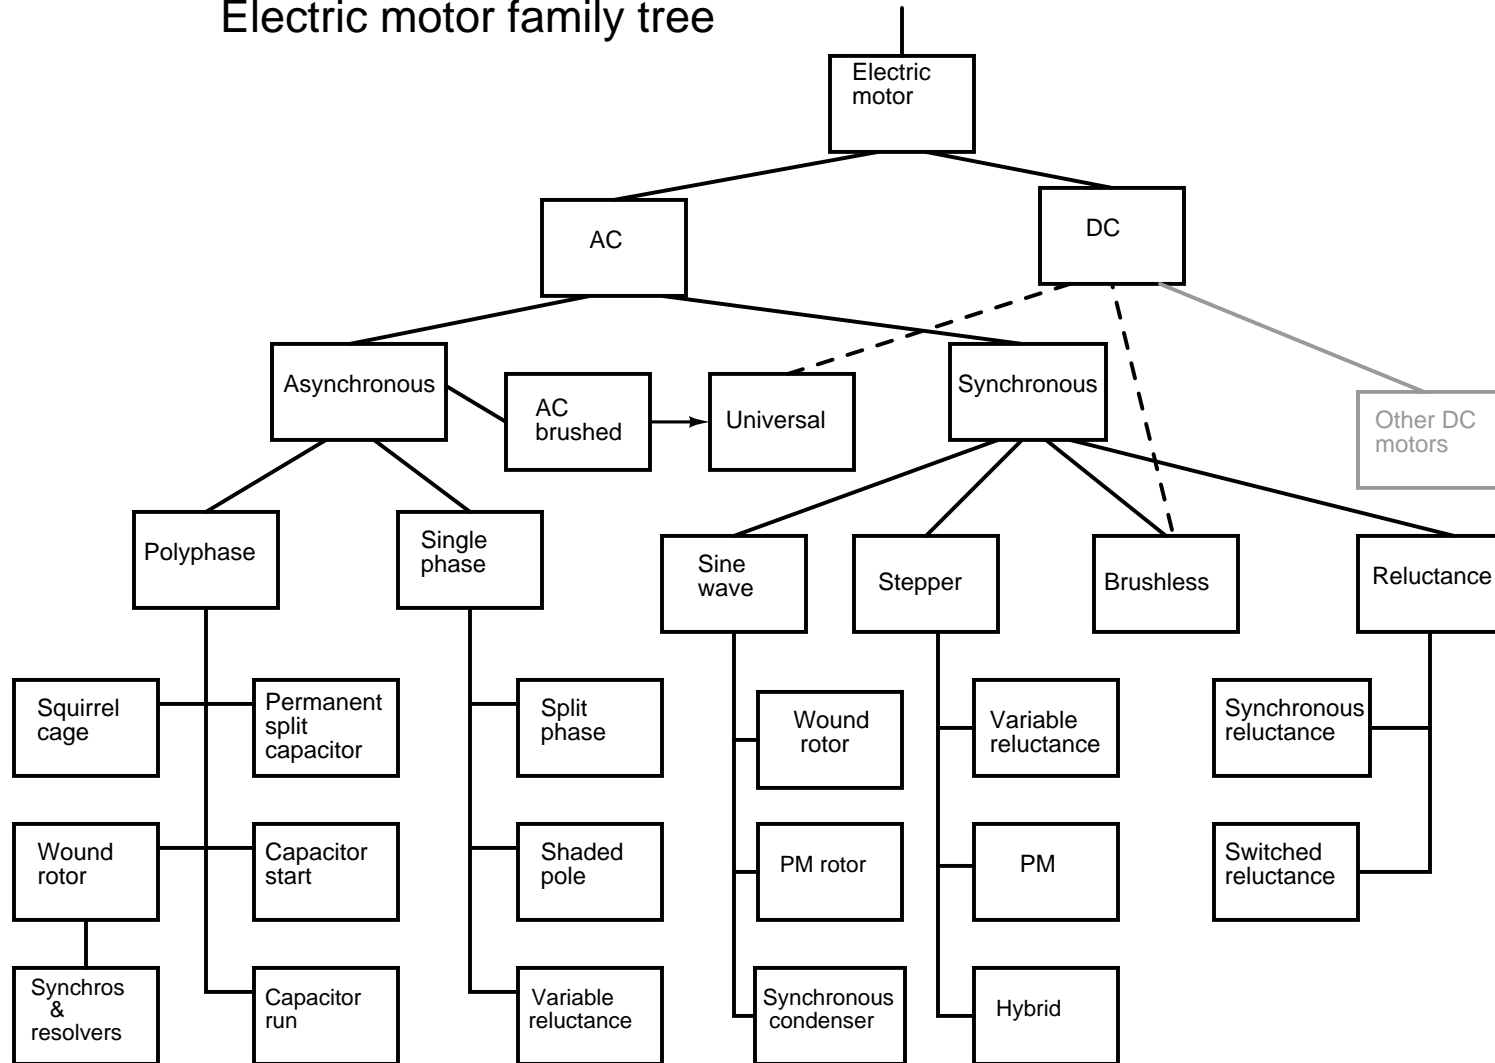 Electric motor family tree
Electric
motor
AC
DC
Asynchronous
AC
brushed
Universal
Synchronous
Other DC
motors
Polyphase
Single
phase
Sine
wave
Stepper
Brushless
Reluctance
Squirrel
cage
Permanent
split
capacitor
Split
phase
Wound
rotor
Variable
reluctance
Synchronous
reluctance
Wound
rotor
Capacitor
start
Shaded
pole
PM rotor
PM
Switched
reluctance
Synchros
&
resolvers
Capacitor
run
Variable
reluctance
Synchronous
condenser
Hybrid